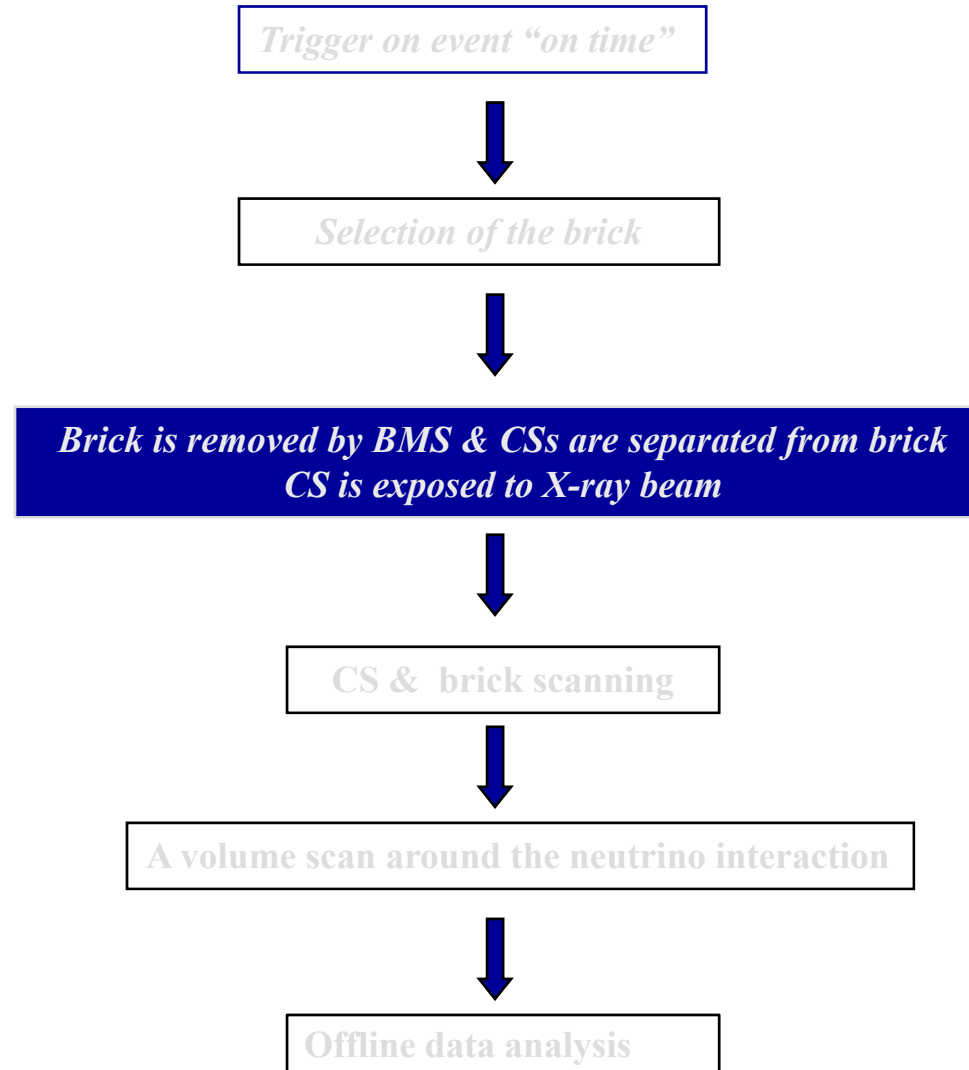 Trigger on event “on time”
Selection of the brick
Brick is removed by BMS & CSs are separated from brick
CS is exposed to X-ray beam
CS & brick scanning
A volume scan around the neutrino interaction
Offline data analysis